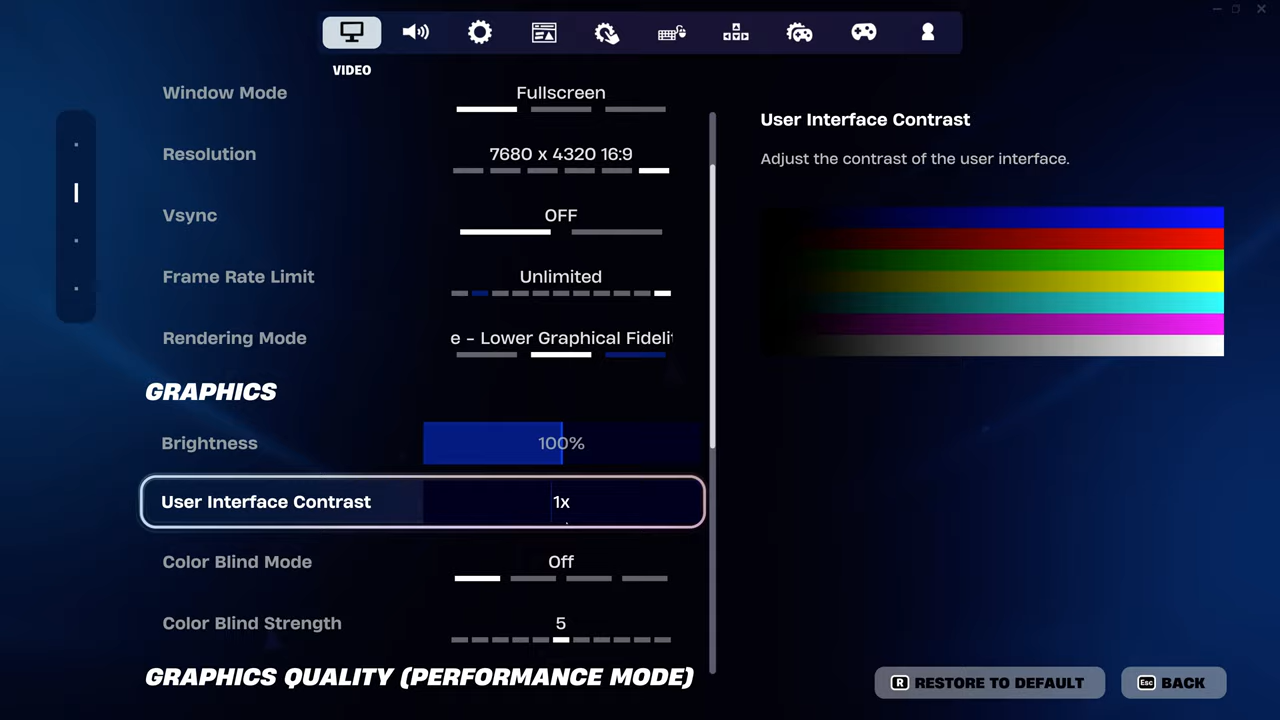 VIDEO
Window Mode
Fullscreen
Resolution
7680 x 4320 16:9
Vsync
OFF
Frame Rate Limit
Unlimited
Rendering Mode
e - Lower Graphical Fideli
GRAPHICS
Brightness
100%
User Interface Contrast
1x
Color Blind Mode
Off
Color Blind Strength
5
GRAPHICS QUALITY (PERFORMANCE MODE)
User Interface Contrast
Adjust the contrast of the user interface.
R RESTORE TO DEFAULT
Esc BACK